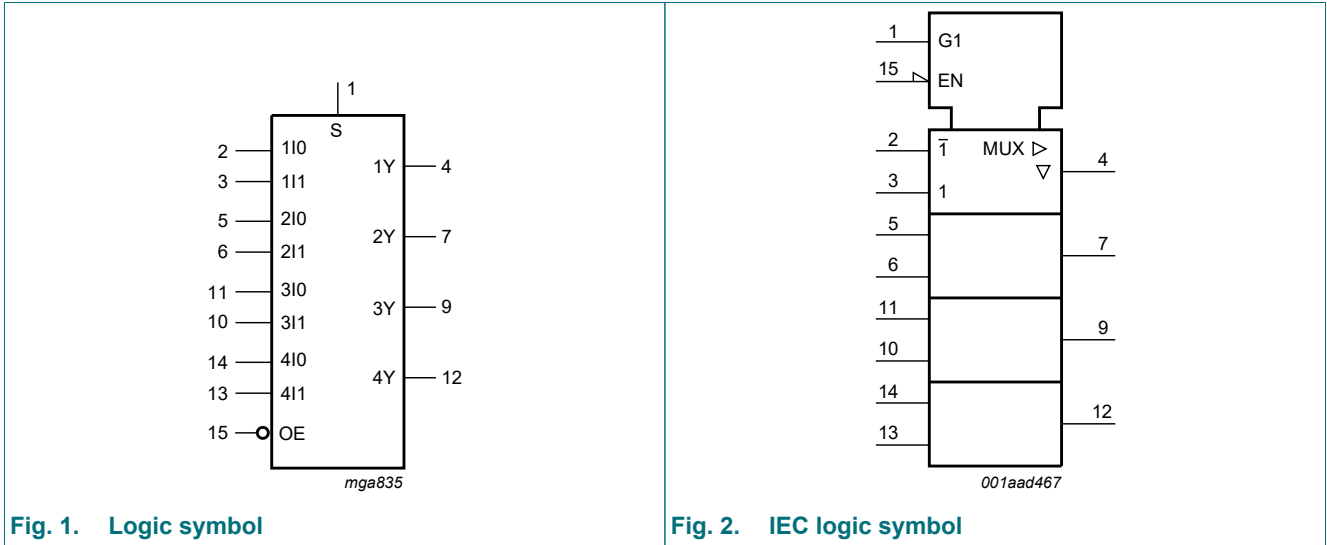 1
S
2 1I0
1Y 4
3 1I1
5 2I0
2Y 7
6 2I1
11 3I0
3Y 9
10 3I1
14 4I0
4Y 12
13 4I1
15 OE
mga835
Fig. 1. Logic symbol
1 G1
15 EN
2 1̅ MUX ▷
▽ 4
3 1
5
7
6
11
9
10
14
12
13
001aad467
Fig. 2. IEC logic symbol